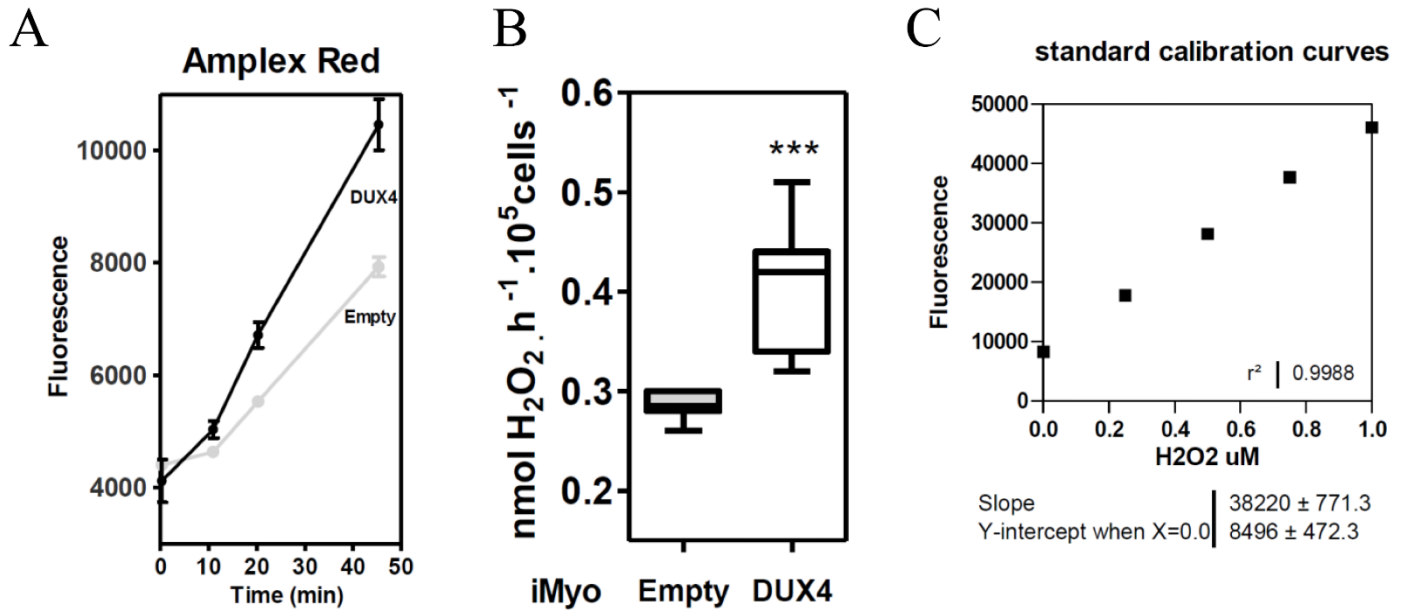 A
Amplex Red
Fluorescence
10000
8000
6000
4000
DUX4
Empty
0 10 20 30 40 50
Time (min)
B
nmol H₂O₂. h⁻¹.10⁵cells⁻¹
0.6
0.5
0.4
0.3
0.2
***
iMyo Empty DUX4
C
standard calibration curves
Fluorescence
50000
40000
30000
20000
10000
0
r² 0.9988
0.0 0.2 0.4 0.6 0.8 1.0
H2O2 uM
Slope 38220 ± 771.3
Y-intercept when X=0.0 8496 ± 472.3